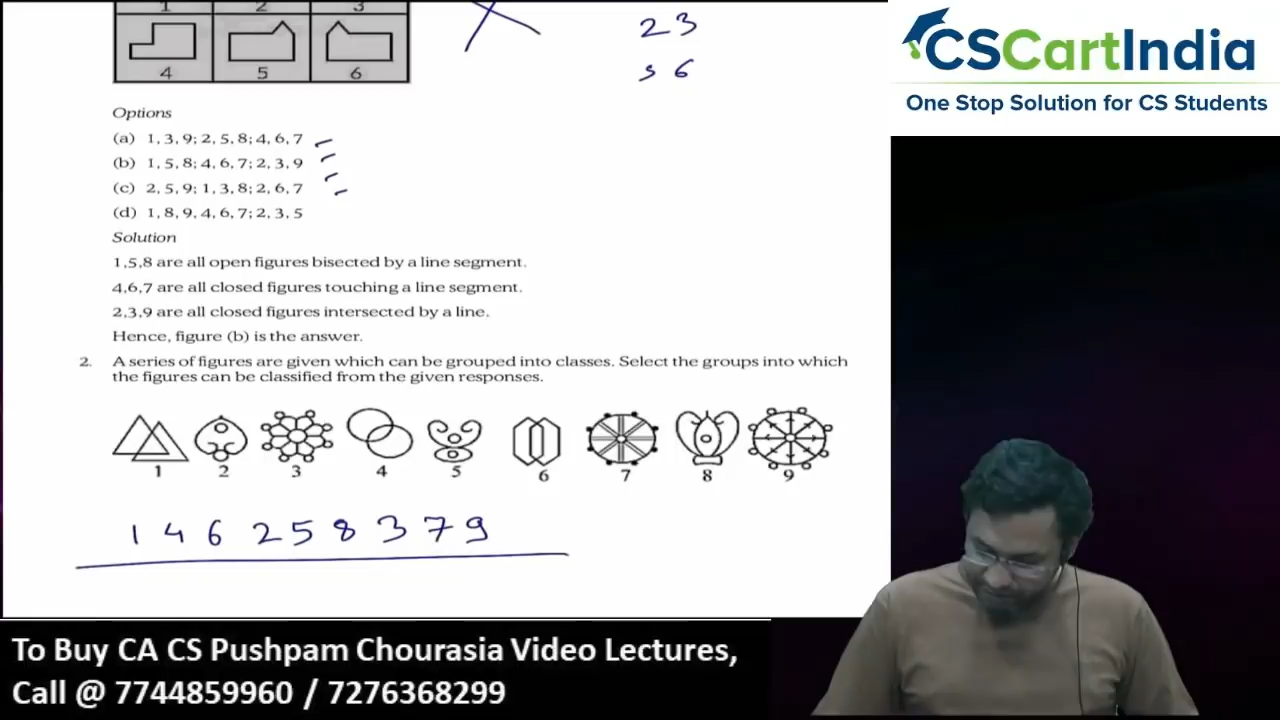 1 2 3
4 5 6
2 3
5 6
Options
(a) 1, 3, 9; 2, 5, 8; 4, 6, 7
(b) 1, 5, 8; 4, 6, 7; 2, 3, 9
(c) 2, 5, 9; 1, 3, 8; 2, 6, 7
(d) 1, 8, 9, 4, 6, 7; 2, 3, 5
Solution
1,5,8 are all open figures bisected by a line segment.
4,6,7 are all closed figures touching a line segment.
2,3,9 are all closed figures intersected by a line.
Hence, figure (b) is the answer.
2. A series of figures are given which can be grouped into classes. Select the groups into which
the figures can be classified from the given responses.
1 2 3 4 5 6 7 8 9
1 4 6 2 5 8 3 7 9
CSCartIndia
One Stop Solution for CS Students
To Buy CA CS Pushpam Chourasia Video Lectures,
Call @ 7744859960 / 7276368299